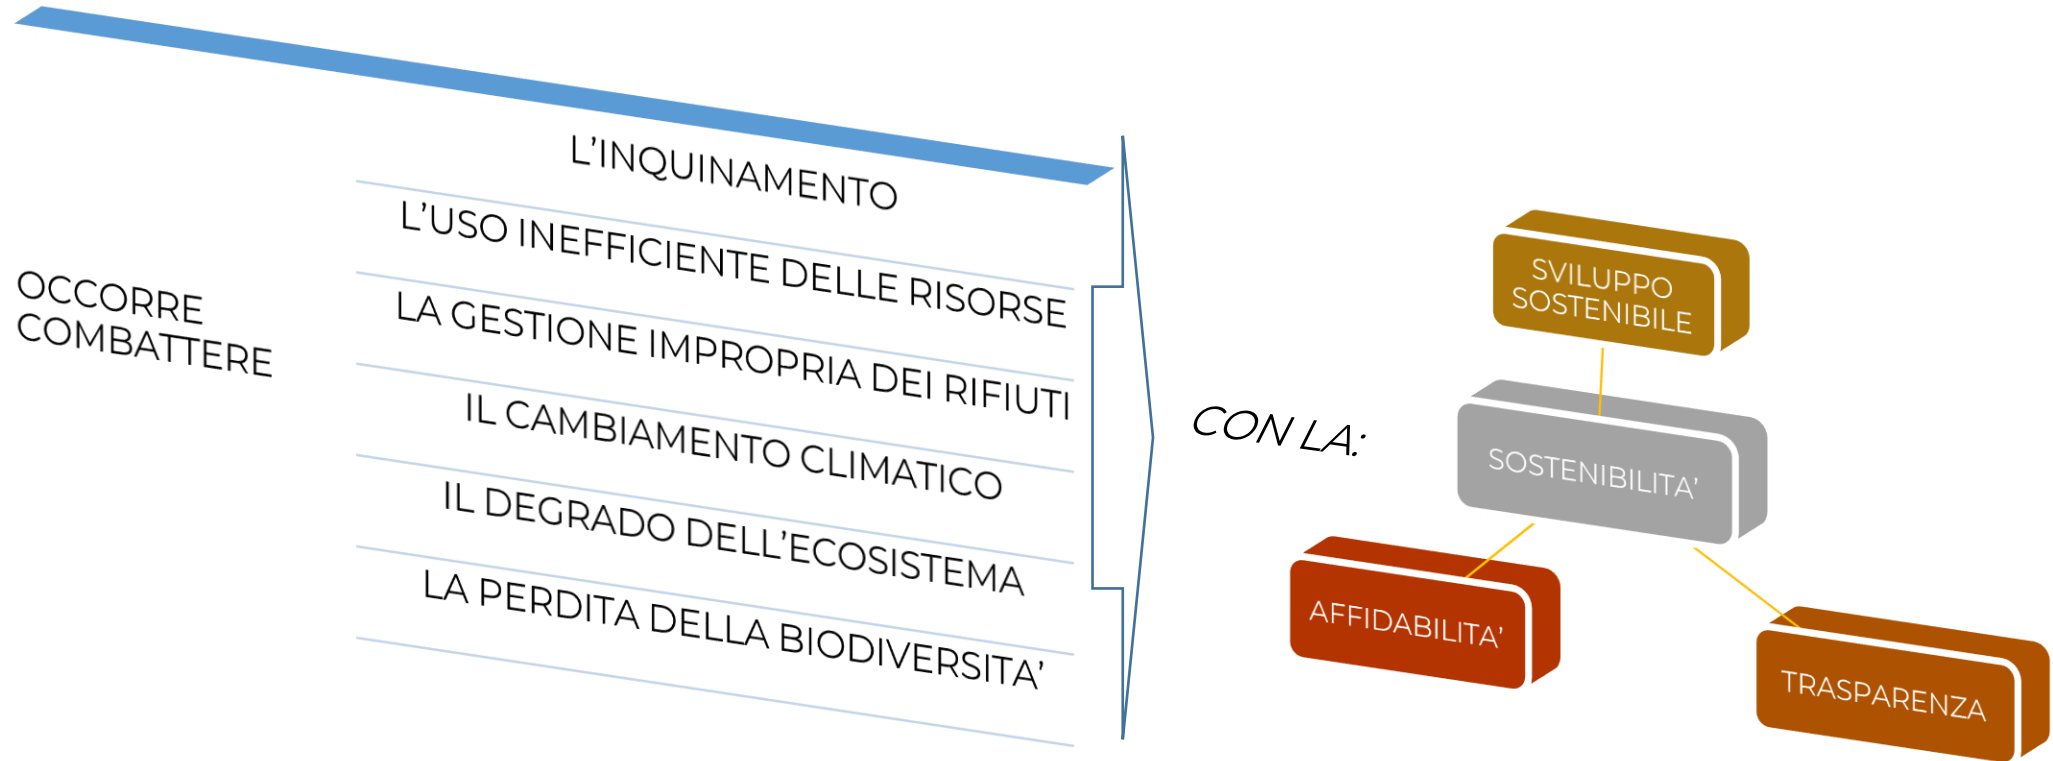 OCCORRE
COMBATTERE
L’INQUINAMENTO
L’USO INEFFICIENTE DELLE RISORSE
LA GESTIONE IMPROPRIA DEI RIFIUTI
IL CAMBIAMENTO CLIMATICO
IL DEGRADO DELL’ECOSISTEMA
LA PERDITA DELLA BIODIVERSITA’
CON LA:
SVILUPPO
SOSTENIBILE
SOSTENIBILITA’
AFFIDABILITA’
TRASPARENZA